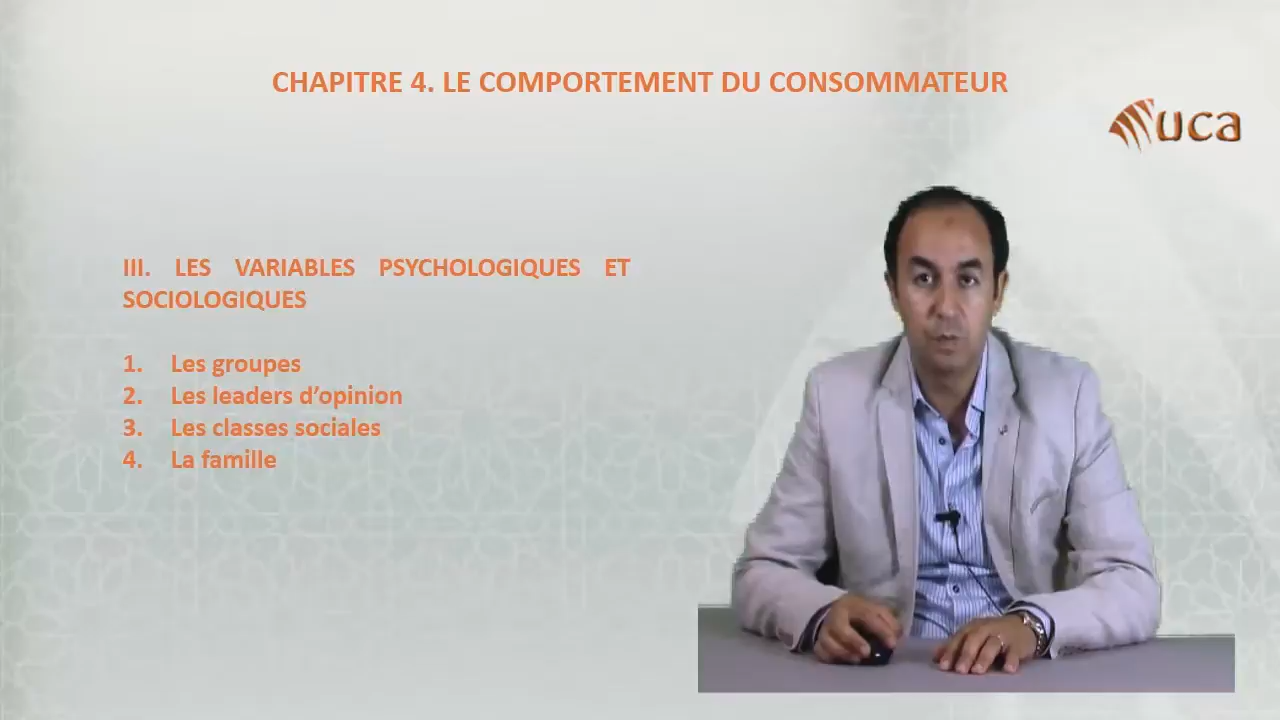 CHAPITRE 4. LE COMPORTEMENT DU CONSOMMATEUR
uca
III. LES VARIABLES PSYCHOLOGIQUES ET
SOCIOLOGIQUES
1. Les groupes
2. Les leaders d’opinion
3. Les classes sociales
4. La famille